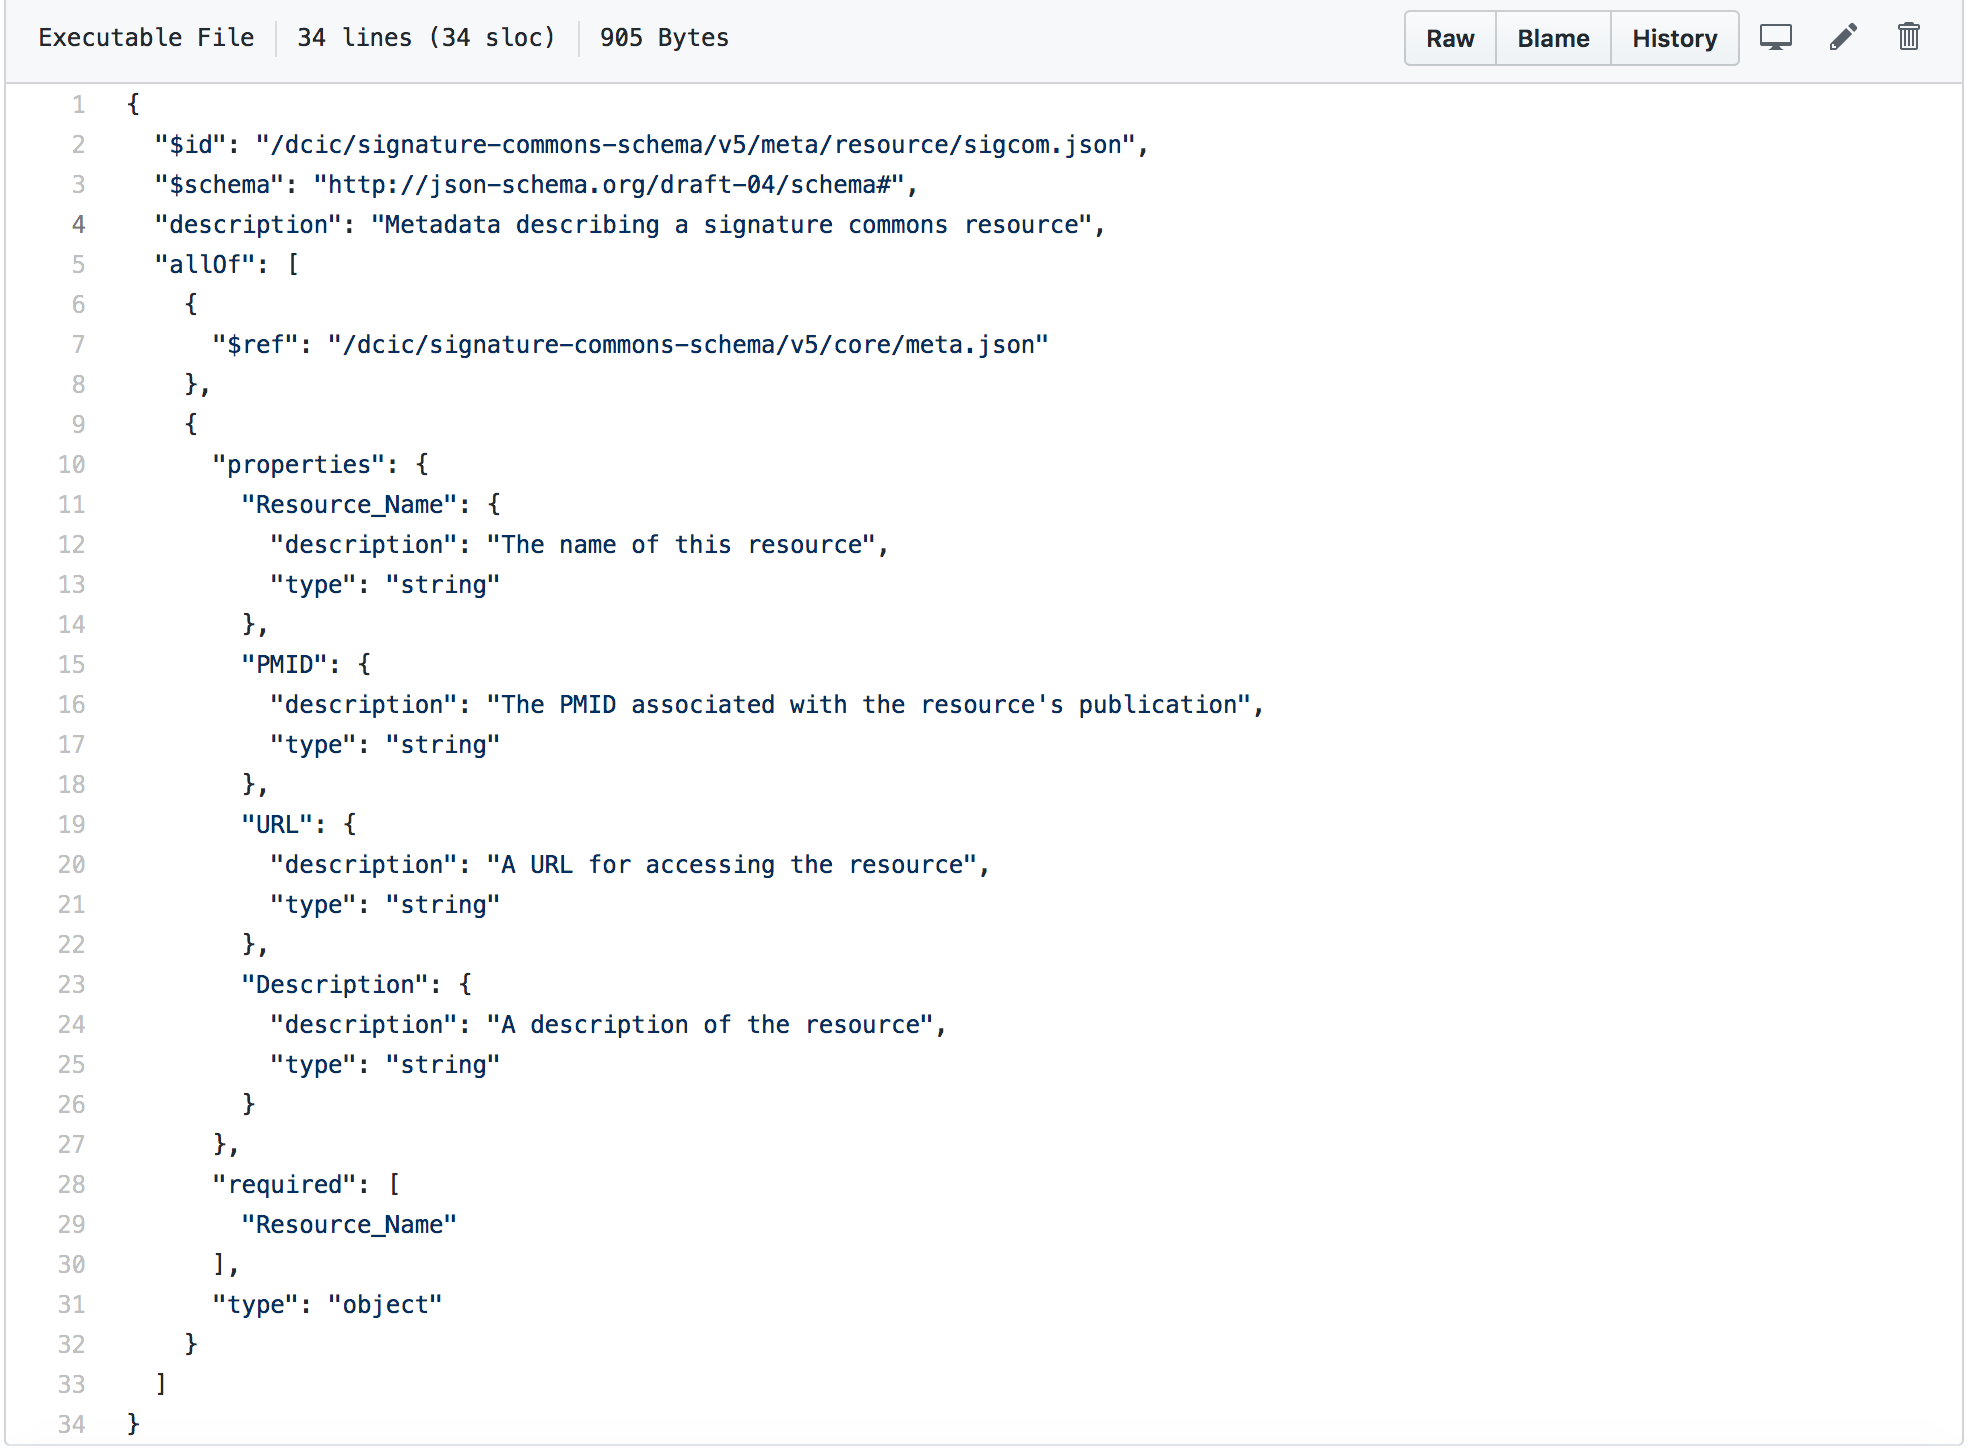 Executable File | 34 lines (34 sloc) | 905 Bytes Raw Blame History
1 {
2   "$id": "/dcic/signature-commons-schema/v5/meta/resource/sigcom.json",
3   "$schema": "http://json-schema.org/draft-04/schema#",
4   "description": "Metadata describing a signature commons resource",
5   "allOf": [
6     {
7       "$ref": "/dcic/signature-commons-schema/v5/core/meta.json"
8     },
9     {
10       "properties": {
11         "Resource_Name": {
12           "description": "The name of this resource",
13           "type": "string"
14         },
15         "PMID": {
16           "description": "The PMID associated with the resource's publication",
17           "type": "string"
18         },
19         "URL": {
20           "description": "A URL for accessing the resource",
21           "type": "string"
22         },
23         "Description": {
24           "description": "A description of the resource",
25           "type": "string"
26         }
27       },
28       "required": [
29         "Resource_Name"
30       ],
31       "type": "object"
32     }
33   ]
34 }